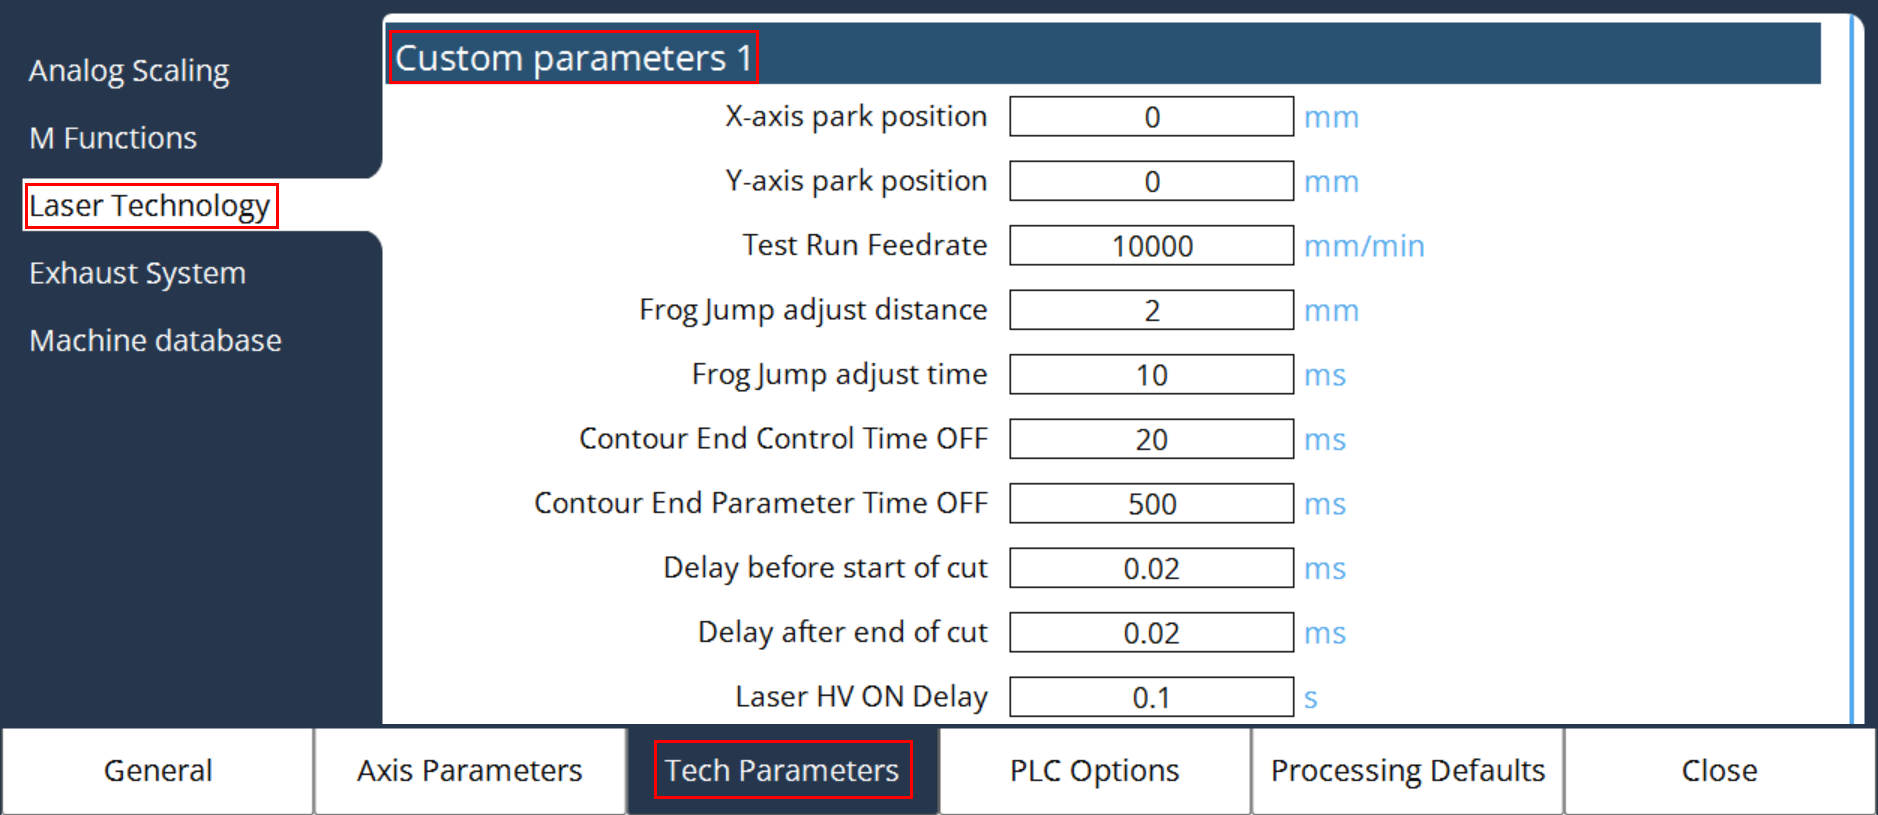 Analog Scaling
M Functions
Laser Technology
Exhaust System
Machine database
Custom parameters 1
X-axis park position 0 mm
Y-axis park position 0 mm
Test Run Feedrate 10000 mm/min
Frog Jump adjust distance 2 mm
Frog Jump adjust time 10 ms
Contour End Control Time OFF 20 ms
Contour End Parameter Time OFF 500 ms
Delay before start of cut 0.02 ms
Delay after end of cut 0.02 ms
Laser HV ON Delay 0.1 s
General Axis Parameters Tech Parameters PLC Options Processing Defaults Close